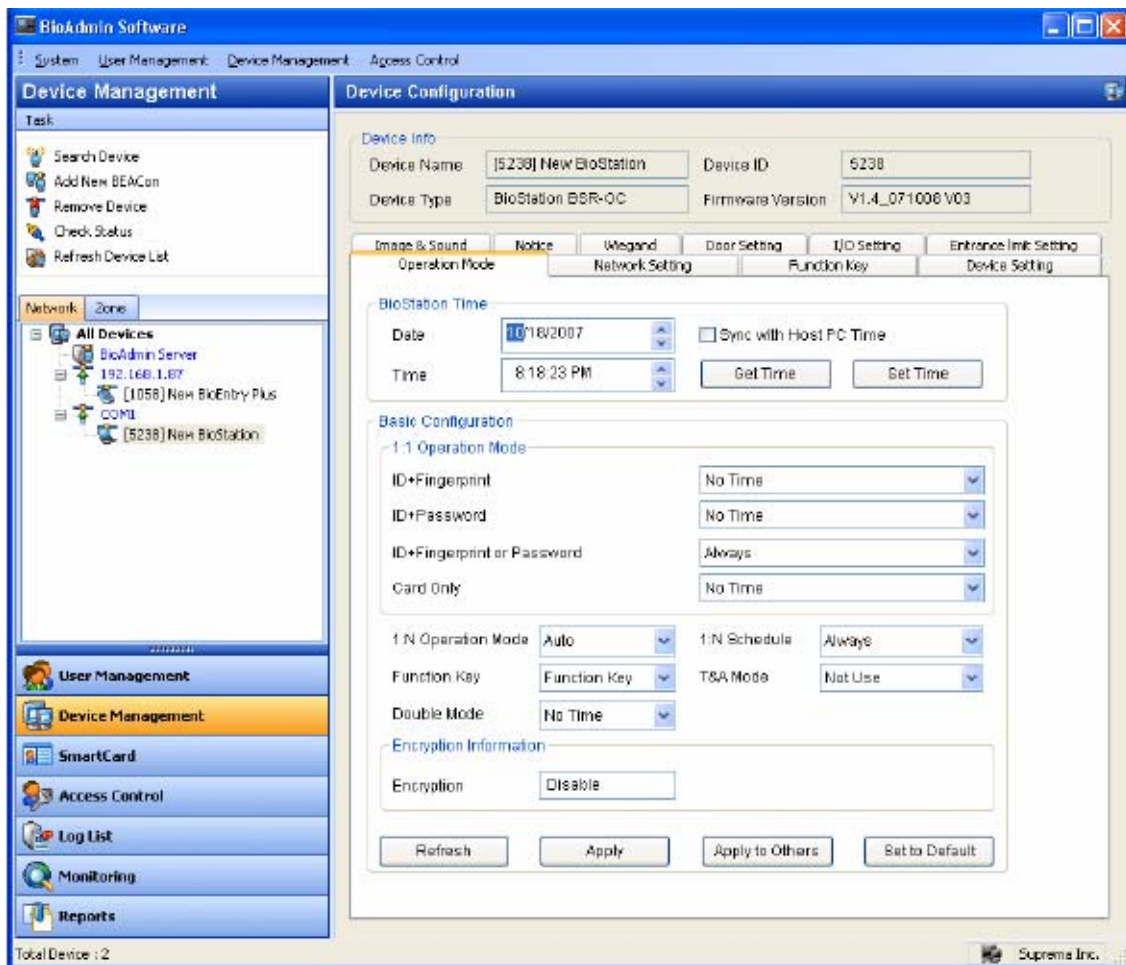 BioAdmin Software
System User Management Device Management Access Control
Device Management
Task
Search Device
Add New BEACon
Remove Device
Check Status
Refresh Device List
Network Zone
All Devices
BioAdmin Server
192.168.1.87
[1058] New BioEntry Plus
COM1
[5238] New BioStation
User Management
Device Management
SmartCard
Access Control
Log List
Monitoring
Reports
Device Configuration
Device Info
Device Name [5238] New BioStation Device ID 5238
Device Type BioStation BSR-OC Firmware Version V1.4_071008 V03
Image & Sound Notice Wiegand Door Setting I/O Setting Entrance limit Setting
Operation Mode Network Setting Function Key Device Setting
BioStation Time
Date 10/18/2007 Sync with Host PC Time
Time 8:18:23 PM Get Time Set Time
Basic Configuration
1:1 Operation Mode
ID+Fingerprint No Time
ID+Password No Time
ID+Fingerprint or Password Always
Card Only No Time
1:N Operation Mode Auto 1:N Schedule Always
Function Key Function Key T&A Mode Not Use
Double Mode No Time
Encryption Information
Encryption Disable
Refresh Apply Apply to Others Set to Default
Total Device : 2 Suprema Inc.